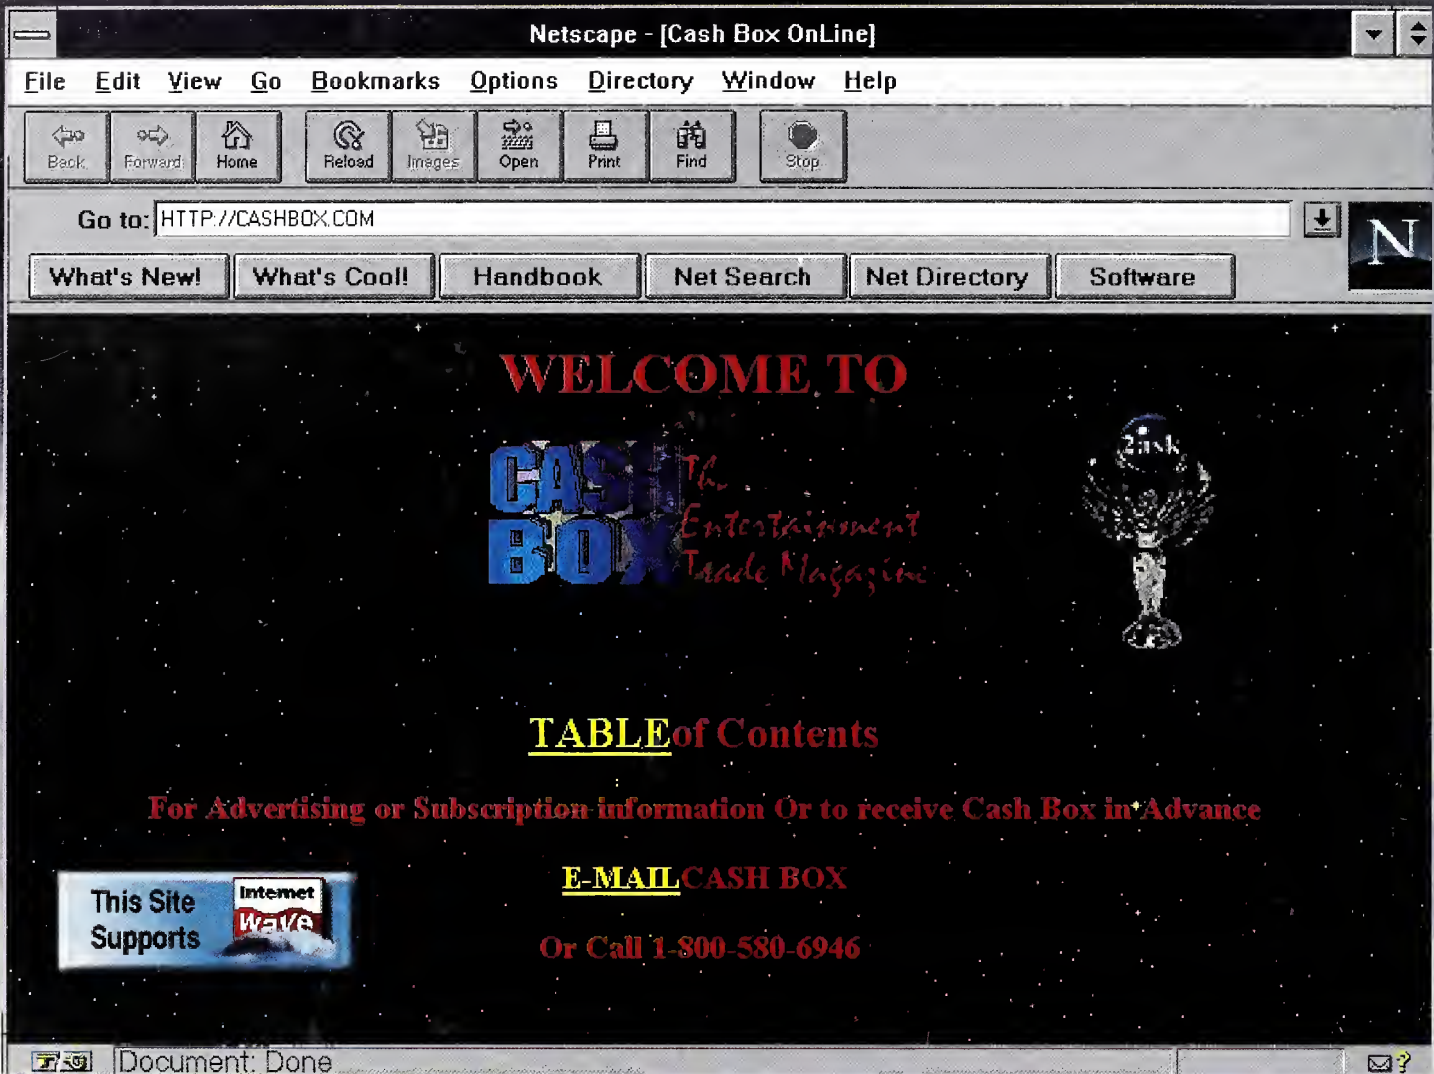 Netscape - [Cash Box OnLine]
File Edit View Go Bookmarks Options Directory Window Help
Back Forward Home Reload Images Open Print Find Stop
Go to: HTTP://CASHBOX.COM
N
What's New! What's Cool! Handbook Net Search Net Directory Software
WELCOME TO
CASH BOX
The
Entertainment
Trade Magazine
TABLE of Contents
For Advertising or Subscription information Or to receive Cash Box in Advance
E-MAIL CASH BOX
This Site Supports
Internet wave
Or Call 1-800-580-6946
Document: Done